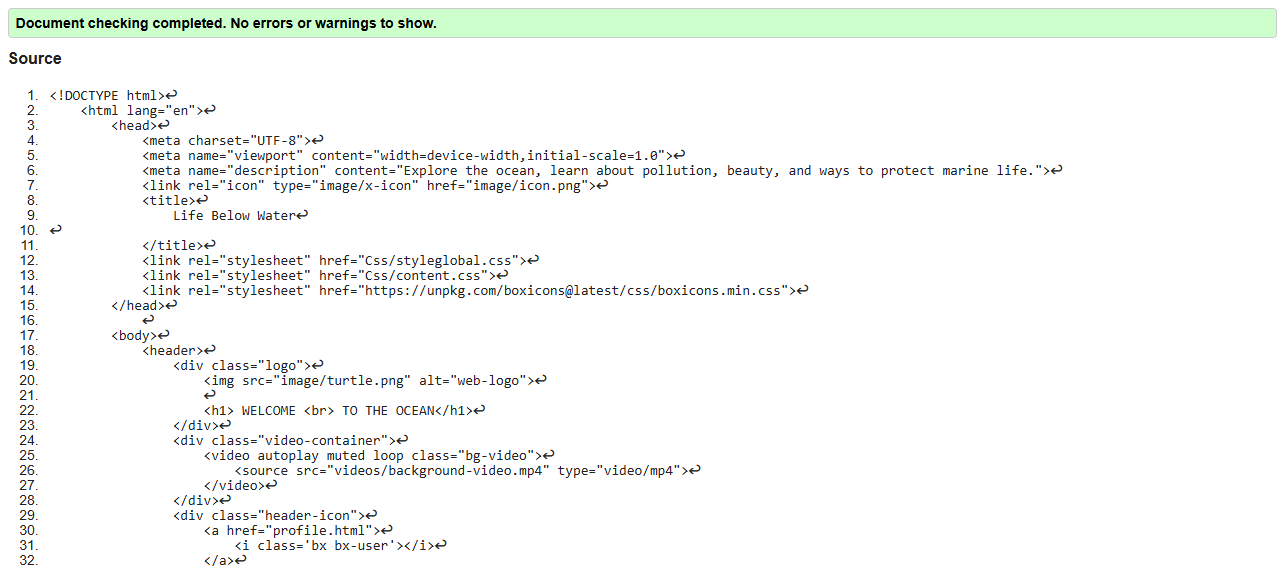 Document checking completed. No errors or warnings to show.
Source
1. <!DOCTYPE html>↩
2.     <html lang="en">↩
3.         <head>↩
4.             <meta charset="UTF-8">↩
5.             <meta name="viewport" content="width=device-width,initial-scale=1.0">↩
6.             <meta name="description" content="Explore the ocean, learn about pollution, beauty, and ways to protect marine life.">↩
7.             <link rel="icon" type="image/x-icon" href="image/icon.png">↩
8.             <title>↩
9.                 Life Below Water↩
10. ↩
11.             </title>↩
12.             <link rel="stylesheet" href="Css/styleglobal.css">↩
13.             <link rel="stylesheet" href="Css/content.css">↩
14.             <link rel="stylesheet" href="https://unpkg.com/boxicons@latest/css/boxicons.min.css">↩
15.         </head>↩
16.             ↩
17.         <body>↩
18.             <header>↩
19.                 <div class="logo">↩
20.                     <img src="image/turtle.png" alt="web-logo">↩
21.                     ↩
22.                     <h1> WELCOME <br> TO THE OCEAN</h1>↩
23.                 </div>↩
24.                 <div class="video-container">↩
25.                     <video autoplay muted loop class="bg-video">↩
26.                         <source src="videos/background-video.mp4" type="video/mp4">↩
27.                     </video>↩
28.                 </div>↩
29.                 <div class="header-icon">↩
30.                     <a href="profile.html">↩
31.                         <i class='bx bx-user'></i>↩
32.                     </a>↩